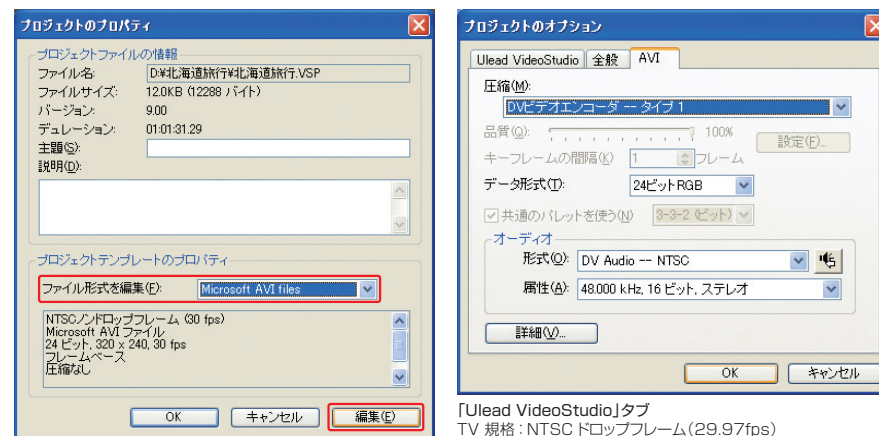 プロジェクトのプロパティ
プロジェクトファイルの情報
ファイル名: D:¥北海道旅行¥北海道旅行.VSP
ファイルサイズ: 12.0KB (12288 バイト)
バージョン: 9.00
デュレーション: 01:01:31.29
主題(S):
説明(D):
プロジェクトテンプレートのプロパティ
ファイル形式を編集(F): Microsoft AVI files
NTSCノンドロップフレーム (30 fps)
Microsoft AVI ファイル
24 ビット, 320 x 240, 30 fps
フレームベース
圧縮なし
OK キャンセル 編集(E)
プロジェクトのオプション
Ulead VideoStudio 全般 AVI
圧縮(M):
DVビデオエンコーダ -- タイプ 1
品質(Q): 100% 設定(F)...
キーフレームの間隔(K) 1 フレーム
データ形式(T): 24ビット RGB
共通のパレットを使う(N) 3-3-2 (ビット)
オーディオ
形式(O): DV Audio -- NTSC
属性(A): 48.000 kHz, 16 ビット, ステレオ
詳細(V)...
OK キャンセル
「Ulead VideoStudio」タブ
TV 規格：NTSC ドロップフレーム(29.97fps)